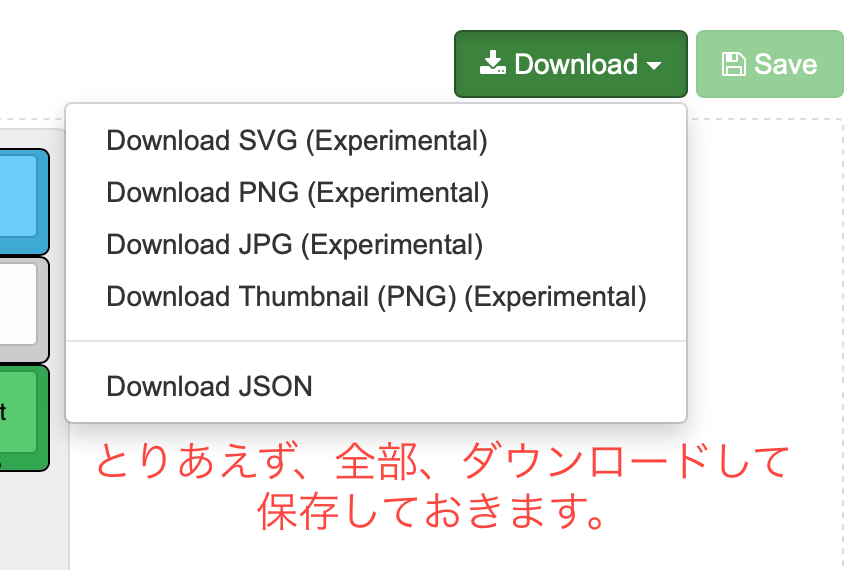 Download
Save
Download SVG (Experimental)
Download PNG (Experimental)
Download JPG (Experimental)
Download Thumbnail (PNG) (Experimental)
Download JSON
t
とりあえず、全部、ダウンロードして
保存しておきます。